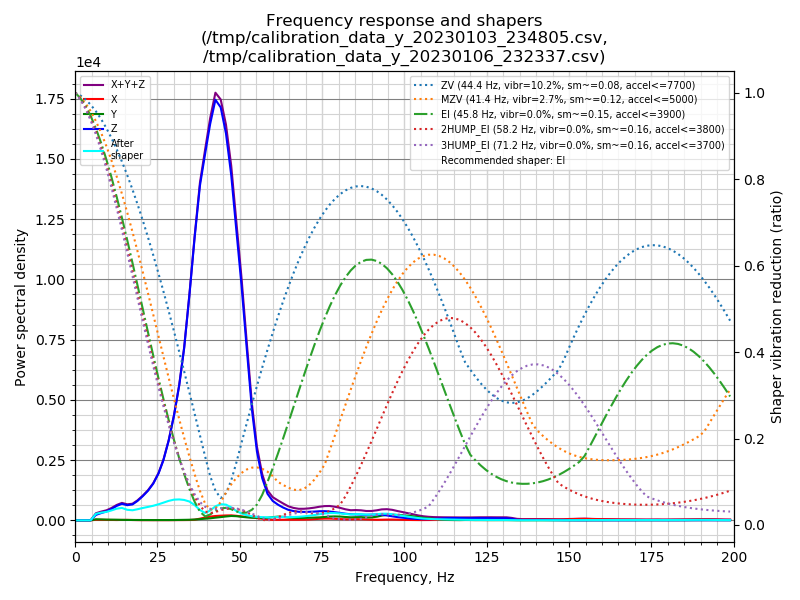 Frequency response and shapers
(/tmp/calibration_data_y_20230103_234805.csv,
/tmp/calibration_data_y_20230106_232337.csv)
1e4
X+Y+Z
X
Y
Z
After
shaper
ZV (44.4 Hz, vibr=10.2%, sm~=0.08, accel<=7700)
MZV (41.4 Hz, vibr=2.7%, sm~=0.12, accel<=5000)
EI (45.8 Hz, vibr=0.0%, sm~=0.15, accel<=3900)
2HUMP_EI (58.2 Hz, vibr=0.0%, sm~=0.16, accel<=3800)
3HUMP_EI (71.2 Hz, vibr=0.0%, sm~=0.16, accel<=3700)
Recommended shaper: EI
Power spectral density
1.75
1.50
1.25
1.00
0.75
0.50
0.25
0.00
1.0
0.8
0.6
0.4
0.2
0.0
Shaper vibration reduction (ratio)
0 25 50 75 100 125 150 175 200
Frequency, Hz